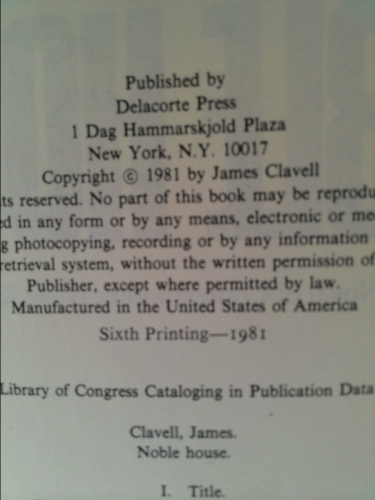 Published by
Delacorte Press
1 Dag Hammarskjold Plaza
New York, N.Y. 10017
Copyright © 1981 by James Clavell
ts reserved. No part of this book may be reprodu
ed in any form or by any means, electronic or me
g photocopying, recording or by any information
retrieval system, without the written permission of
Publisher, except where permitted by law.
Manufactured in the United States of America
Sixth Printing—1981
Library of Congress Cataloging in Publication Data
Clavell, James.
Noble house.
I. Title.